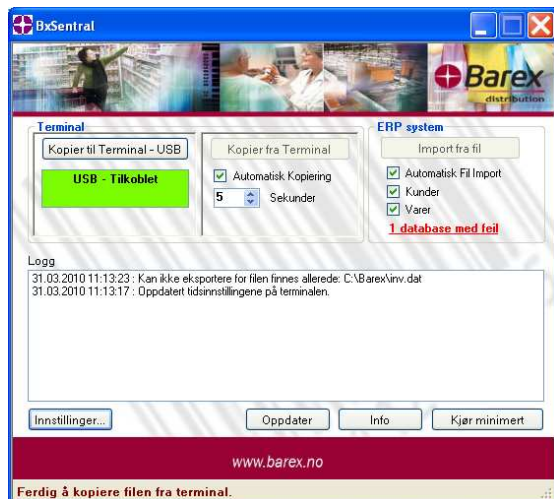 BxSentral
Barex
distribution
Terminal
Kopier til Terminal - USB
USB - Tilkoblet
Kopier fra Terminal
Automatisk Kopiering
5 Sekunder
ERP system
Import fra fil
Automatisk Fil Import
Kunder
Varer
1 database med feil
Logg
31.03.2010 11:13:23 : Kan ikke eksportere for filen finnes allerede: C:\Barex\inv.dat
31.03.2010 11:13:17 : Oppdatert tidsinnstillingene på terminalen.
Innstillinger... Oppdater Info Kjør minimert
www.barex.no
Ferdig å kopiere filen fra terminal.